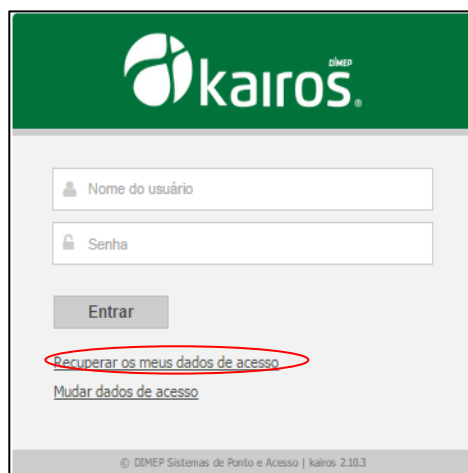 DIMEP
kairos®
Nome do usuário
Senha
Entrar
Recuperar os meus dados de acesso
Mudar dados de acesso
© DIMEP Sistemas de Ponto e Acesso | kairos 2.10.3